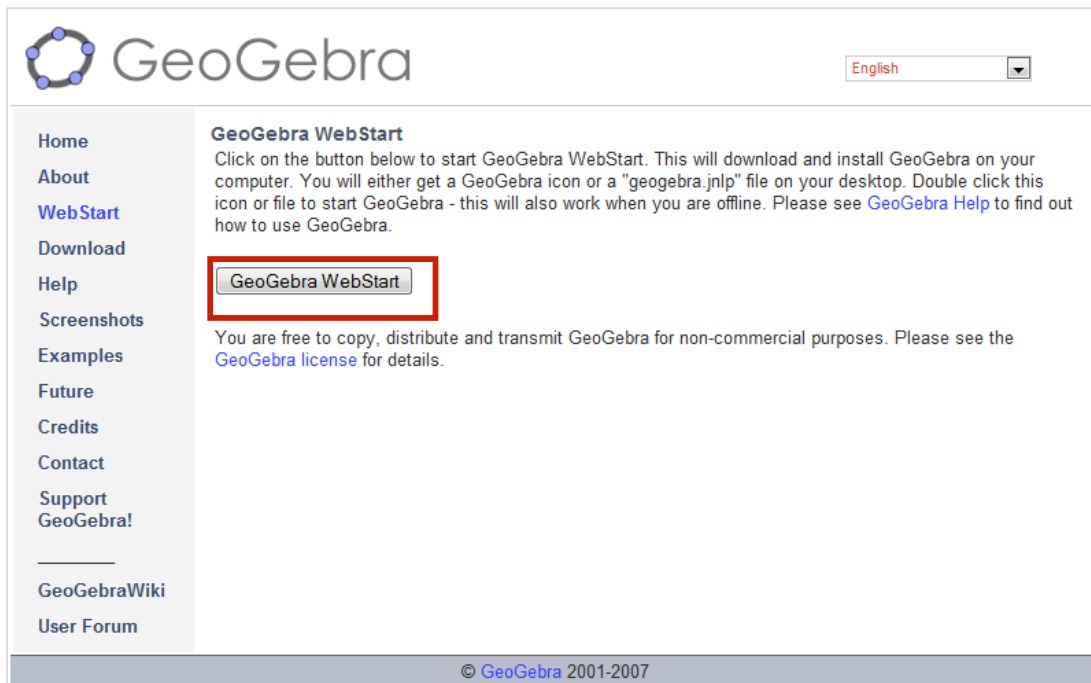 GeoGebra
English
Home
About
WebStart
Download
Help
Screenshots
Examples
Future
Credits
Contact
Support
GeoGebra!
GeoGebraWiki
User Forum
GeoGebra WebStart
Click on the button below to start GeoGebra WebStart. This will download and install GeoGebra on your
computer. You will either get a GeoGebra icon or a "geogebra.jnlp" file on your desktop. Double click this
icon or file to start GeoGebra - this will also work when you are offline. Please see GeoGebra Help to find out
how to use GeoGebra.
GeoGebra WebStart
You are free to copy, distribute and transmit GeoGebra for non-commercial purposes. Please see the
GeoGebra license for details.
© GeoGebra 2001-2007